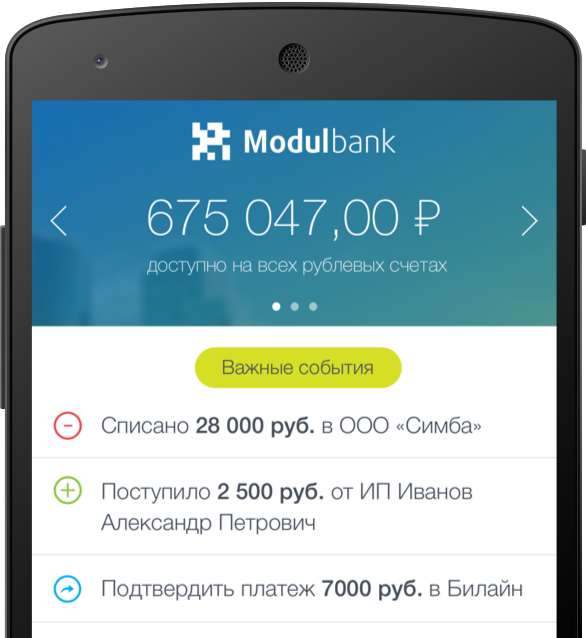 Modulbank
675 047,00 ₽
доступно на всех рублевых счетах
Важные события
Списано 28 000 руб. в ООО «Симба»
Поступило 2 500 руб. от ИП Иванов
Александр Петрович
Подтвердить платеж 7000 руб. в Билайн